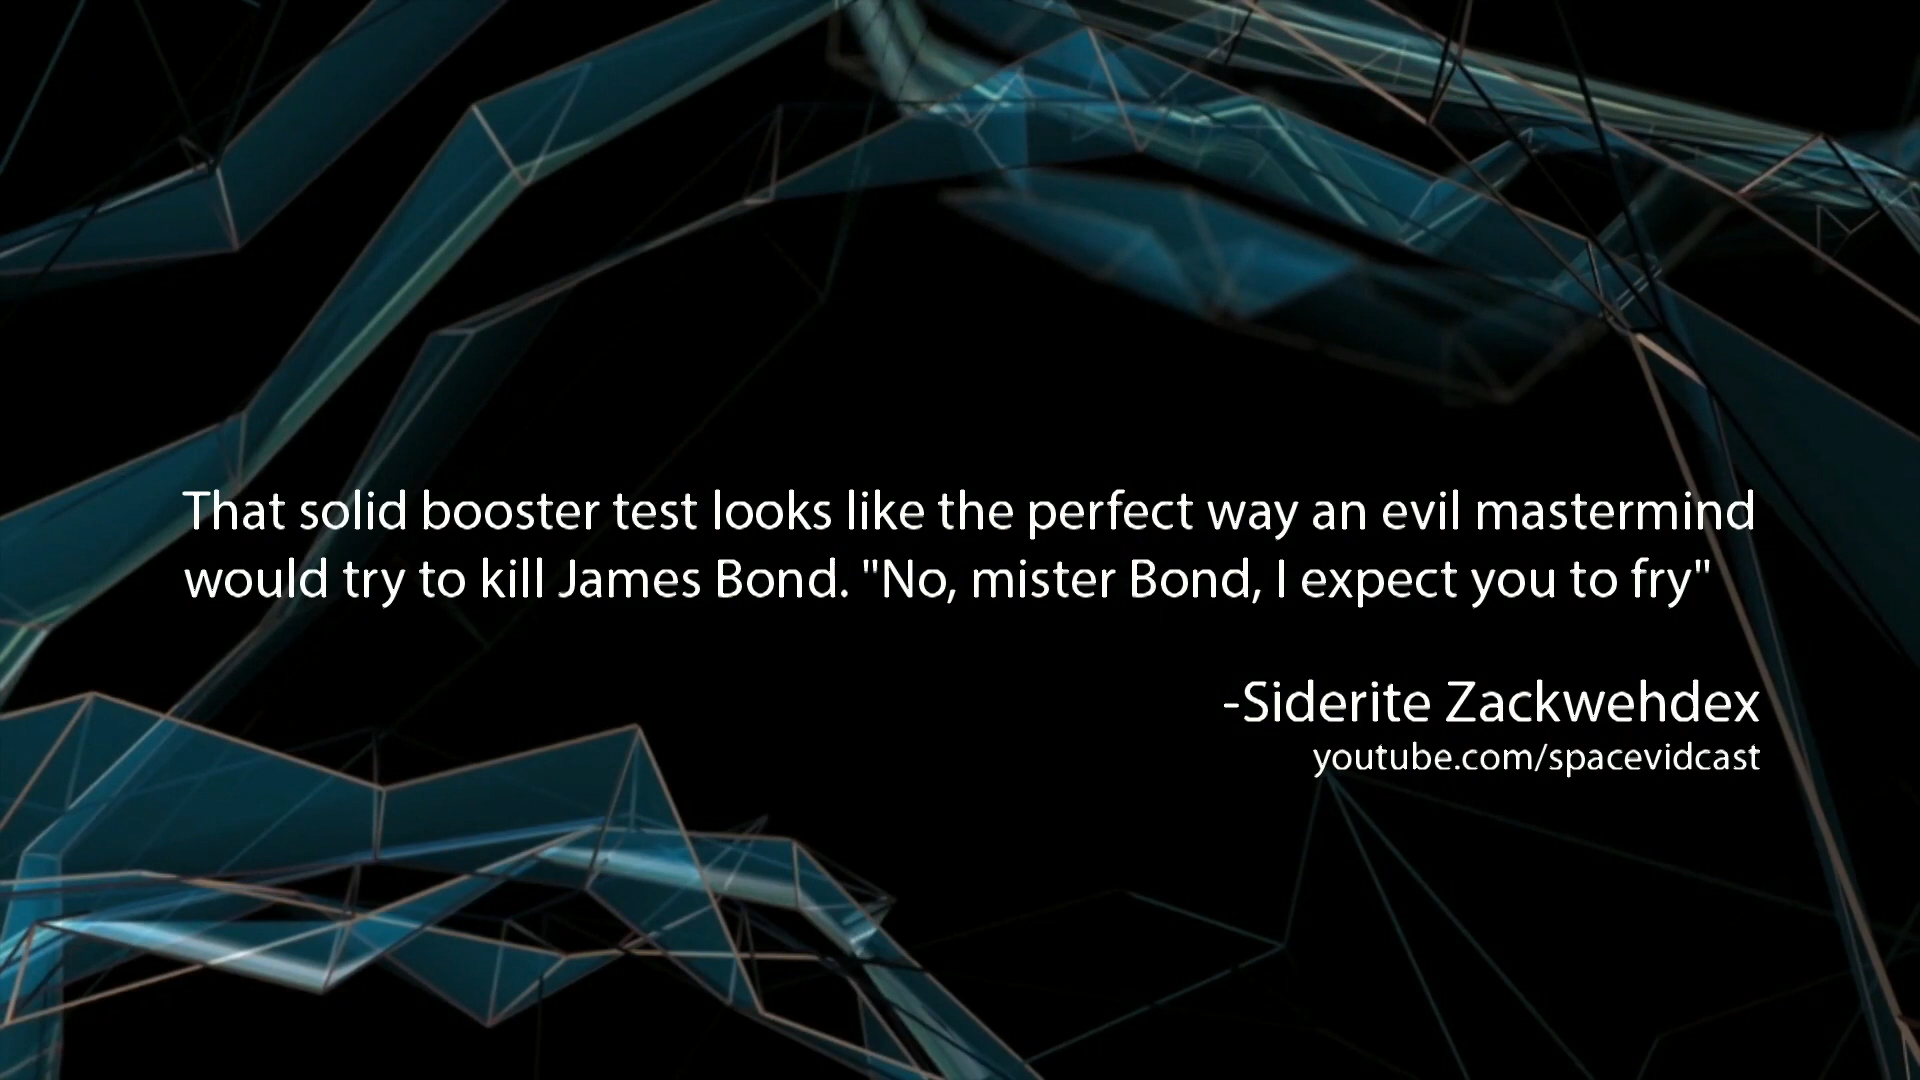 That solid booster test looks like the perfect way an evil mastermind
would try to kill James Bond. "No, mister Bond, I expect you to fry"
-Siderite Zackwehdex
youtube.com/spacevidcast